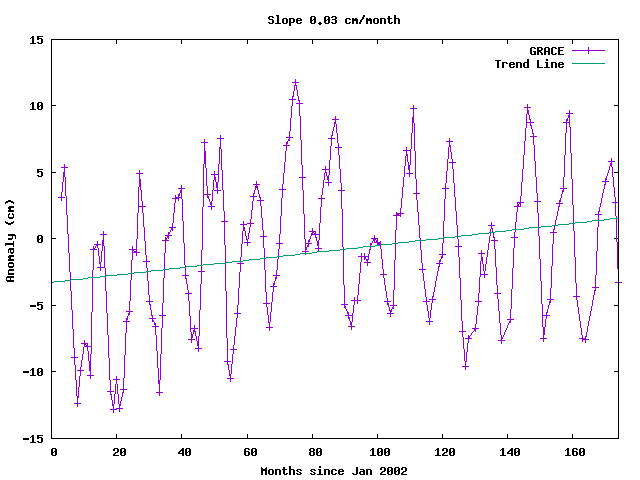 Slope 0.03 cm/month
15
GRACE
Trend Line
10
5
0
-5
-10
-15
Anomaly (cm)
0 20 40 60 80 100 120 140 160
Months since Jan 2002